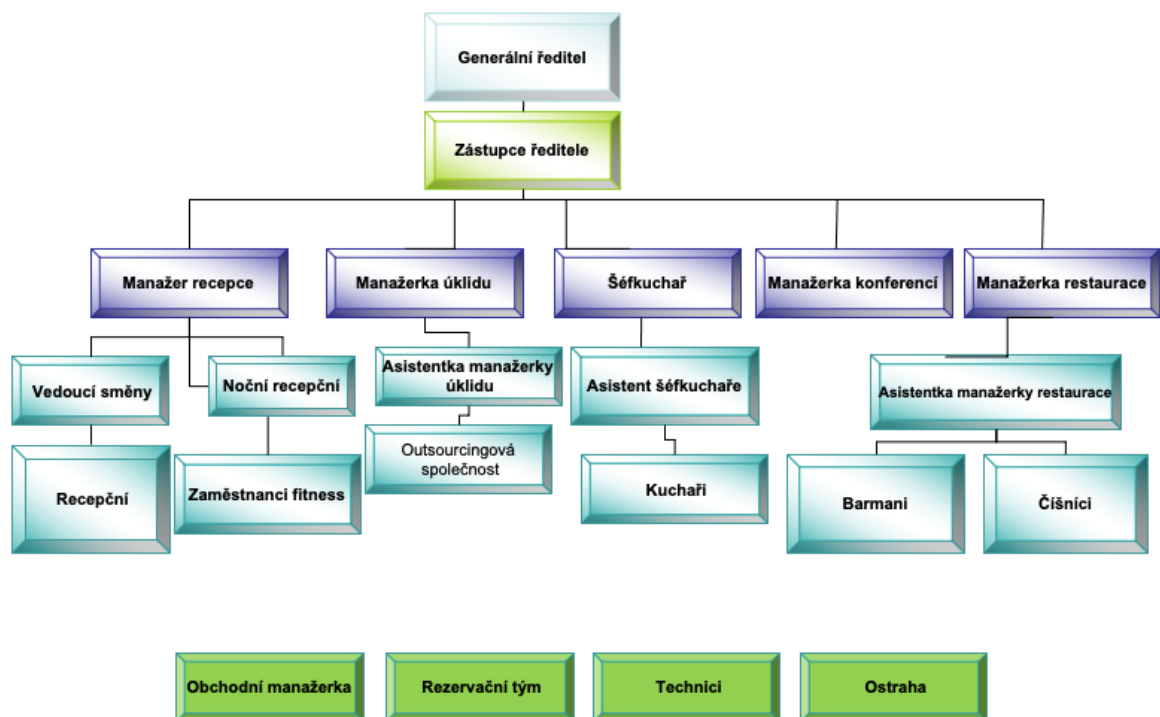 Generální ředitel
Zástupce ředitele
Manažer recepce
Manažerka úklidu
Šéfkuchař
Manažerka konferencí
Manažerka restaurace
Vedoucí směny
Noční recepční
Asistentka manažerky
úklidu
Asistent šéfkuchaře
Asistentka manažerky restaurace
Recepční
Zaměstnanci fitness
Outsourcingová
společnost
Kuchaři
Barmani
Číšníci
Obchodní manažerka
Rezervační tým
Technici
Ostraha